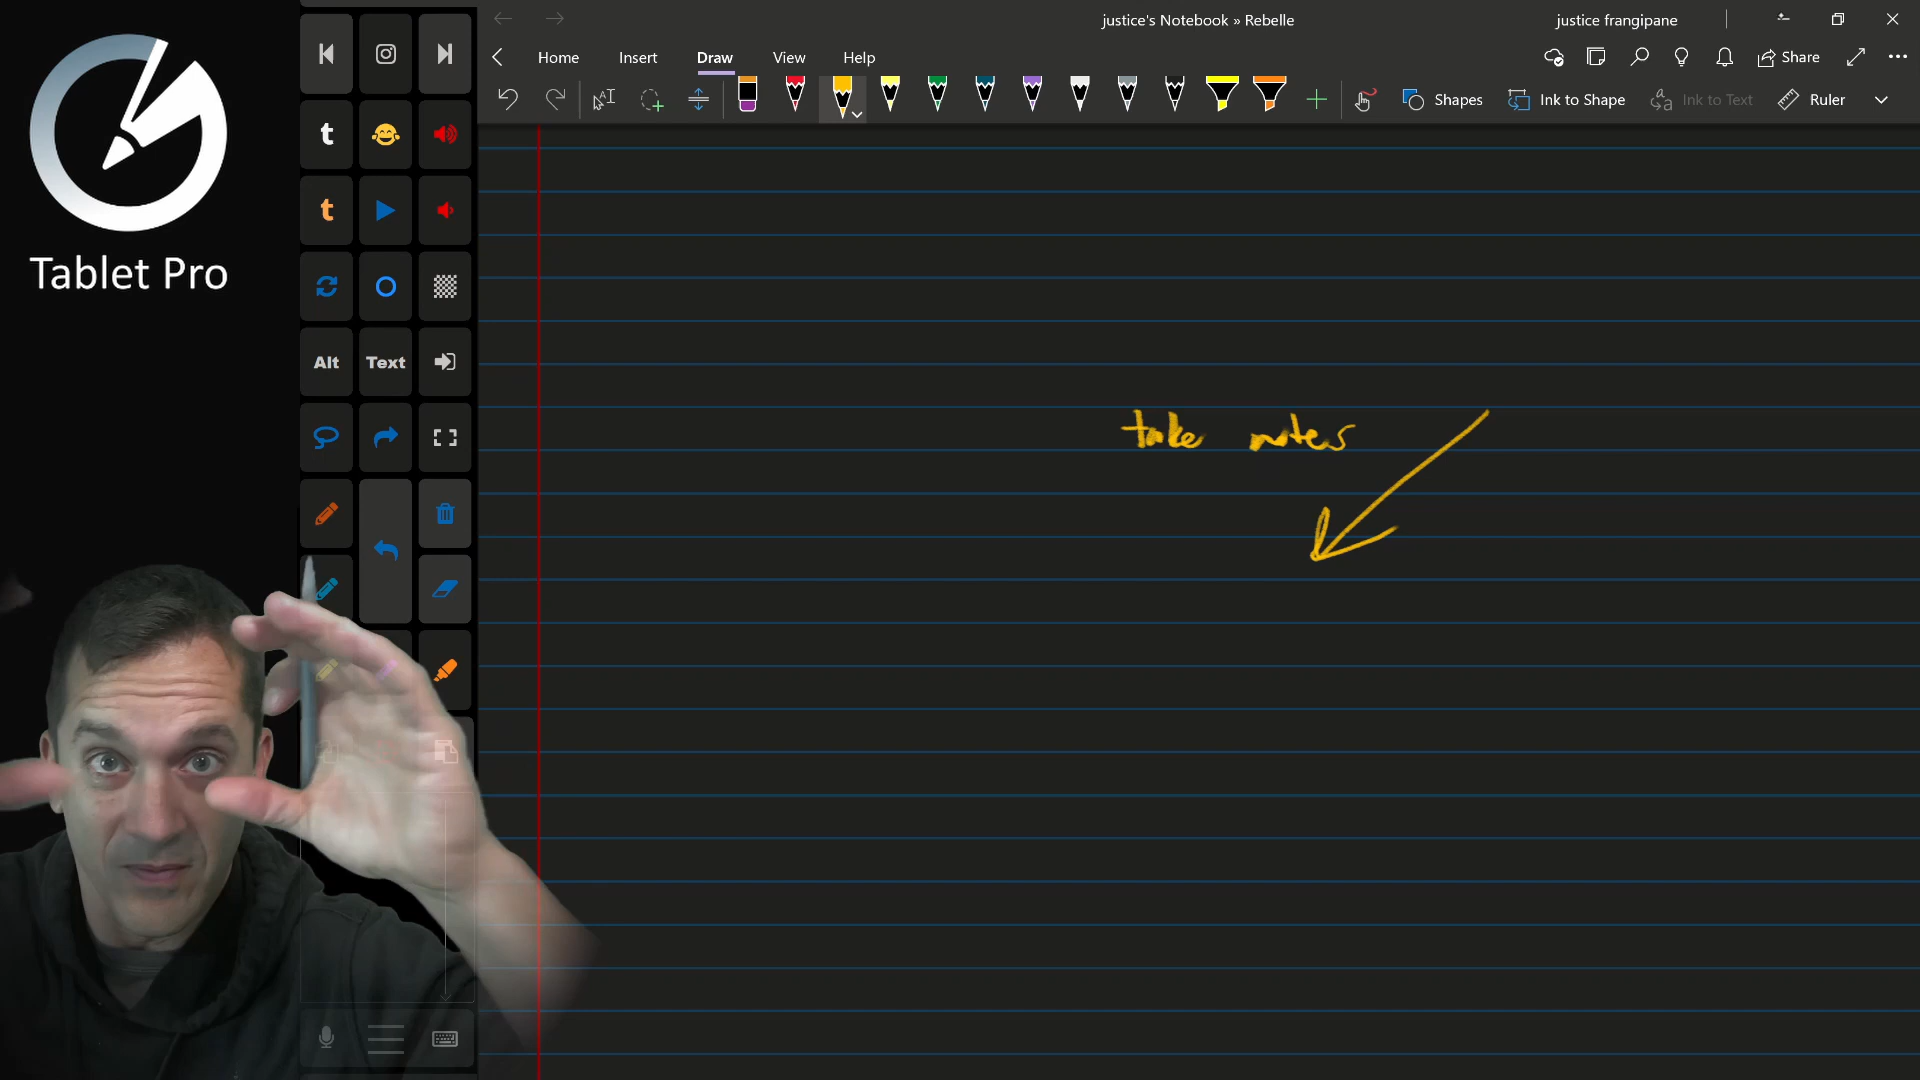 justice's Notebook » Rebelle
justice frangipane
Home Insert Draw View Help
Share
Shapes Ink to Shape Ink to Text Ruler
t
t
Tablet Pro
Alt Text
take notes